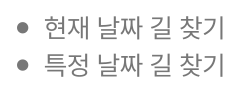 • 현재 날짜 길 찾기
• 특정 날짜 길 찾기